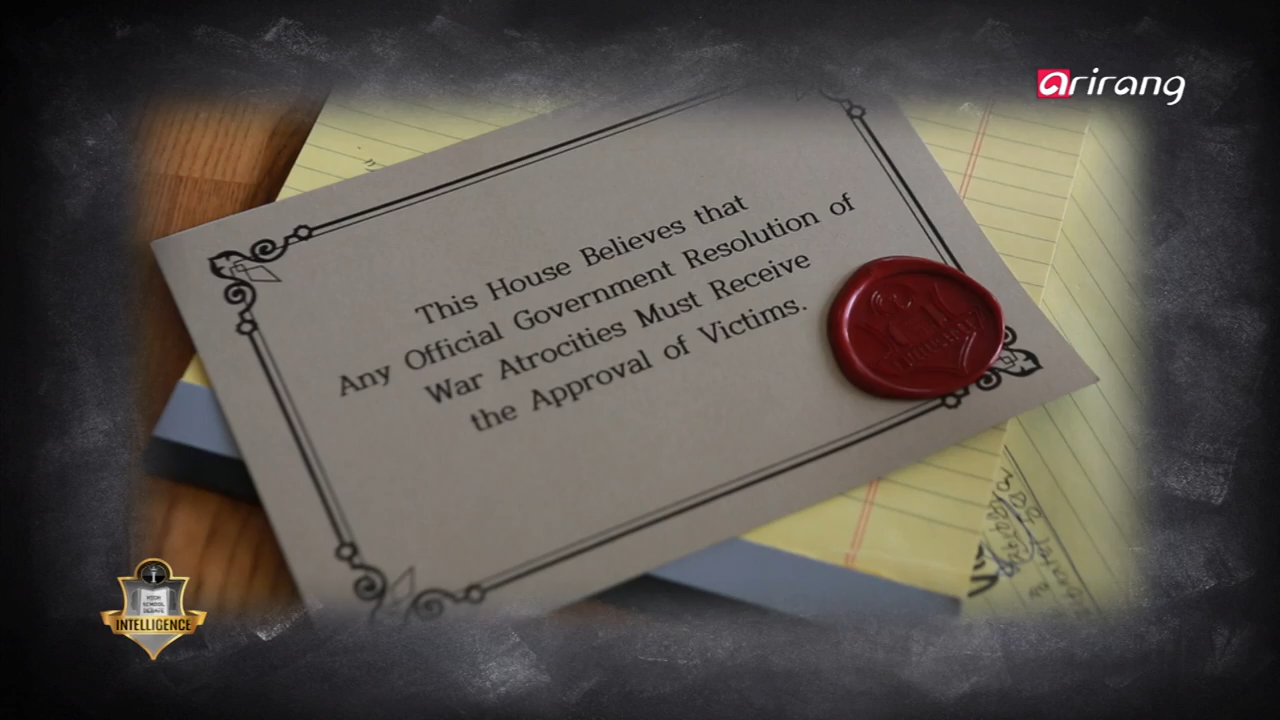 arirang
This House Believes that
Any Official Government Resolution of
War Atrocities Must Receive
the Approval of Victims.
HIGH
SCHOOL
DEBATE
INTELLIGENCE